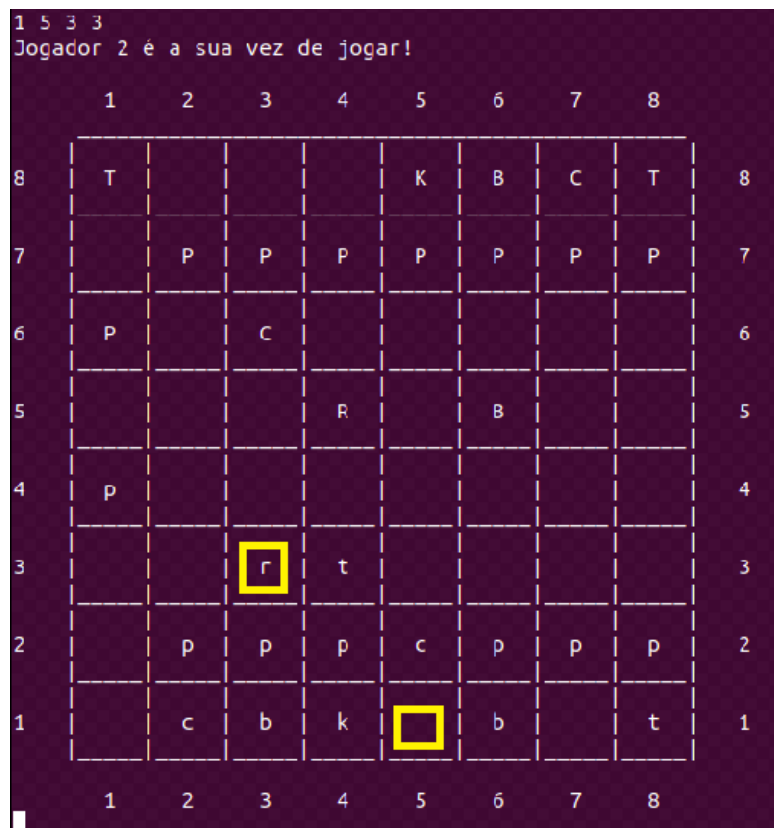 1 5 3 3
Jogador 2 é a sua vez de jogar!
1 2 3 4 5 6 7 8
8 T K B C T 8
7 P P P P P P P 7
6 P C 6
5 R B 5
4 p 4
3 r t 3
2 p p p c p p p 2
1 c b k b t 1
1 2 3 4 5 6 7 8